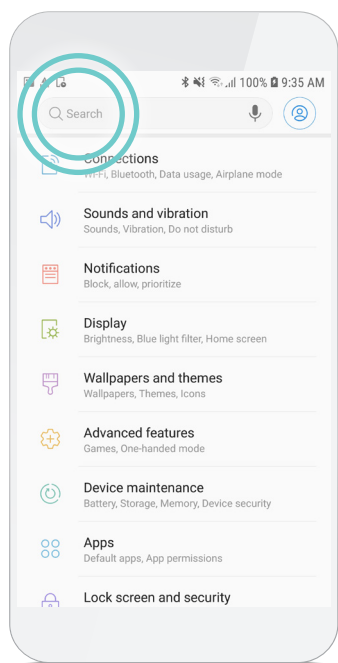 100% 9:35 AM
Search
Connections
Wi-Fi, Bluetooth, Data usage, Airplane mode
Sounds and vibration
Sounds, Vibration, Do not disturb
Notifications
Block, allow, prioritize
Display
Brightness, Blue light filter, Home screen
Wallpapers and themes
Wallpapers, Themes, Icons
Advanced features
Games, One-handed mode
Device maintenance
Battery, Storage, Memory, Device security
Apps
Default apps, App permissions
Lock screen and security